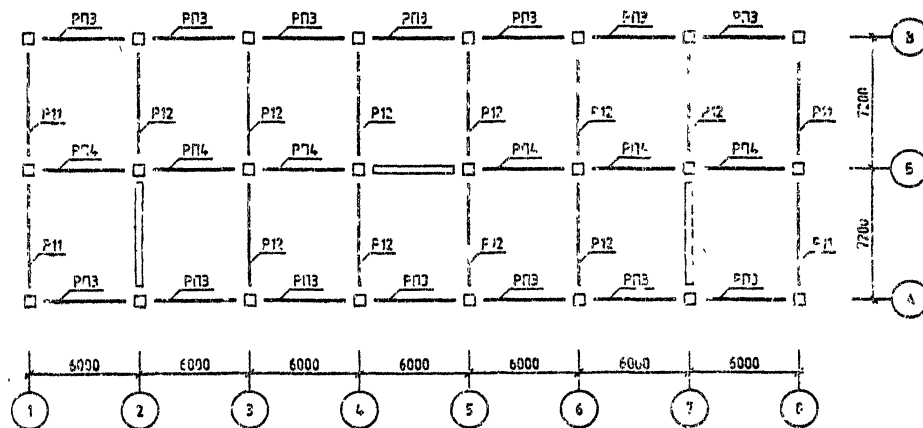 РП3 РП3 РП3 РП3 РП3 РП3 РП3
В
Р11 Р12 Р12 Р12 Р12 Р12 Р12 Р11
7200
РП4 РП4 РП4 РП4 РП4 РП4
Б
Р11 Р12 Р12 Р12 Р12 Р11
7200
РП3 РП3 РП3 РП3 РП3 РП3 РП3
А
6000 6000 6000 6000 6000 6000 6000
1 2 3 4 5 6 7 8